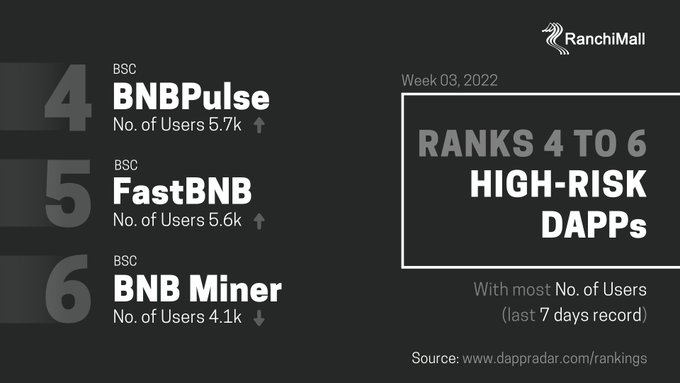 RanchiMall
Week 03, 2022
RANKS 4 TO 6
HIGH-RISK
DAPPs
With most No. of Users
(last 7 days record)
4
BSC
BNBPulse
No. of Users 5.7k
5
BSC
FastBNB
No. of Users 5.6k
6
BSC
BNB Miner
No. of Users 4.1k
Source: www.dappradar.com/rankings